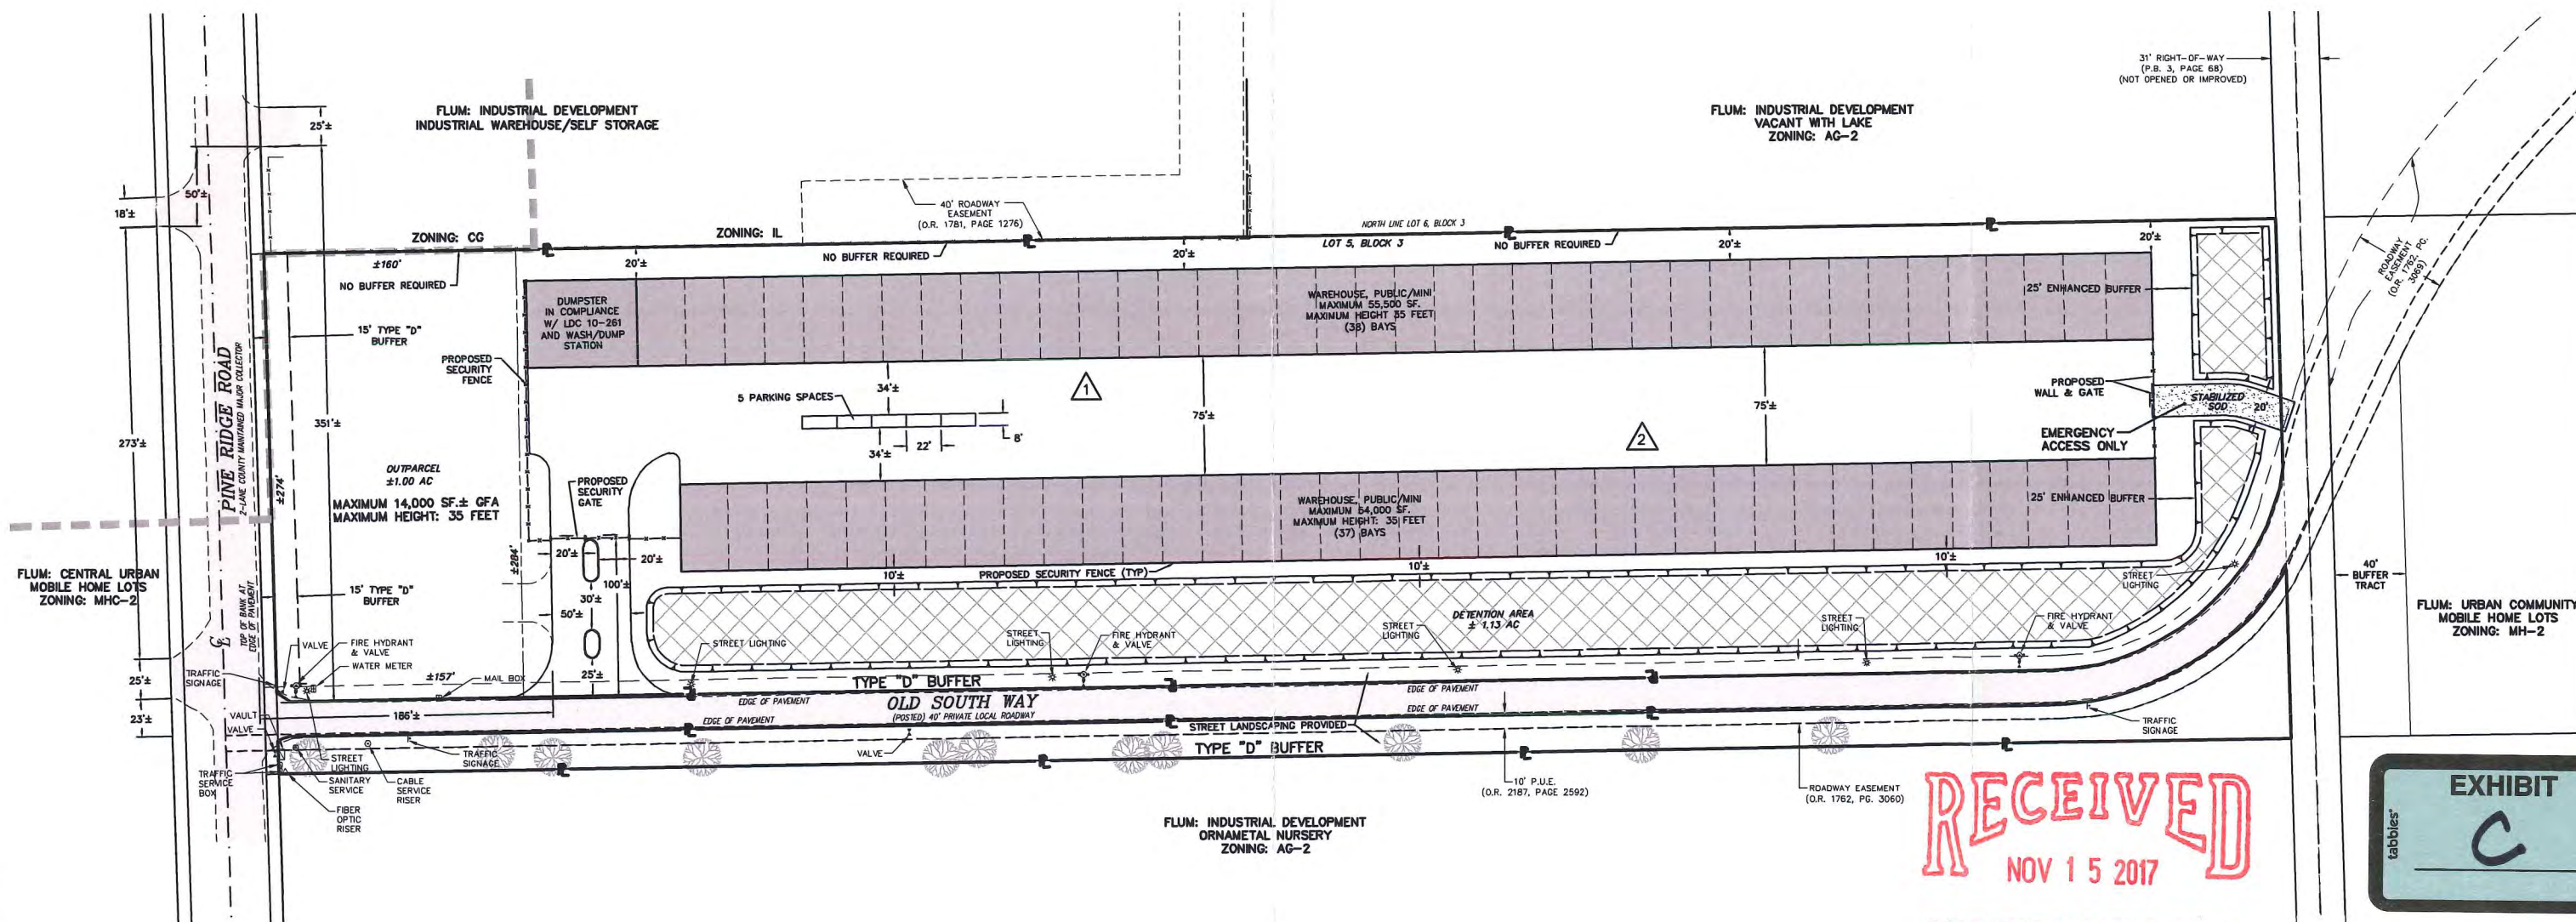 31' RIGHT-OF-WAY
(P.B. 3, PAGE 68)
(NOT OPENED OR IMPROVED)
FLUM: INDUSTRIAL DEVELOPMENT
INDUSTRIAL WAREHOUSE/SELF STORAGE
FLUM: INDUSTRIAL DEVELOPMENT
VACANT WITH LAKE
ZONING: AG-2
25'±
50'±
18'±
40' ROADWAY
EASEMENT
(O.R. 1781, PAGE 1276)
ZONING: CG
ZONING: IL
NORTH LINE LOT 6, BLOCK 3
LOT 5, BLOCK 3
NO BUFFER REQUIRED
NO BUFFER REQUIRED
±160'
NO BUFFER REQUIRED
20'±
20'±
20'±
20'±
ROADWAY
EASEMENT
(O.R. 1762, PG.
3069)
DUMPSTER
IN COMPLIANCE
W/ LDC 10-261
AND WASH/DUMP
STATION
WAREHOUSE, PUBLIC/MINI
MAXIMUM 55,500 SF.
MAXIMUM HEIGHT 35 FEET
(38) BAYS
25' ENHANCED BUFFER
15' TYPE "D"
BUFFER
PROPOSED
SECURITY
FENCE
PINE RIDGE ROAD
2-LANE COUNTY MAINTAINED MAJOR COLLECTOR
273'±
351'±
±274'
5 PARKING SPACES
34'±
34'±
22'
8'
1
75'±
2
75'±
PROPOSED
WALL & GATE
STABILIZED
SOD
20'
EMERGENCY
ACCESS ONLY
OUTPARCEL
±1.00 AC
MAXIMUM 14,000 SF.± GFA
MAXIMUM HEIGHT: 35 FEET
PROPOSED
SECURITY
GATE
WAREHOUSE, PUBLIC/MINI
MAXIMUM 54,000 SF.
MAXIMUM HEIGHT: 35 FEET
(37) BAYS
25' ENHANCED BUFFER
±284'
20'±
20'±
100'±
30'±
50'±
25'±
10'±
10'±
10'±
PROPOSED SECURITY FENCE (TYP)
FLUM: CENTRAL URBAN
MOBILE HOME LOTS
ZONING: MHC-2
TOP OF BANK AT
EDGE OF PAVEMENT
15' TYPE "D"
BUFFER
DETENTION AREA
± 1.13 AC
STREET
LIGHTING
40'
BUFFER
TRACT
FLUM: URBAN COMMUNITY
MOBILE HOME LOTS
ZONING: MH-2
VALVE
FIRE HYDRANT
& VALVE
WATER METER
STREET LIGHTING
STREET
LIGHTING
FIRE HYDRANT
& VALVE
STREET
LIGHTING
STREET
LIGHTING
FIRE HYDRANT
& VALVE
25'±
TRAFFIC
SIGNAGE
±157'
MAIL BOX
TYPE "D" BUFFER
EDGE OF PAVEMENT
EDGE OF PAVEMENT
OLD SOUTH WAY
(POSTED) 40' PRIVATE LOCAL ROADWAY
23'±
VAULT
VALVE
186'±
EDGE OF PAVEMENT
EDGE OF PAVEMENT
STREET LANDSCAPING PROVIDED
TYPE "D" BUFFER
TRAFFIC
SIGNAGE
VALVE
TRAFFIC
SIGNAGE
TRAFFIC
SERVICE
BOX
STREET
LIGHTING
SANITARY
SERVICE
CABLE
SERVICE
RISER
FIBER
OPTIC
RISER
10' P.U.E.
(O.R. 2187, PAGE 2592)
ROADWAY EASEMENT
(O.R. 1762, PG. 3060)
FLUM: INDUSTRIAL DEVELOPMENT
ORNAMETAL NURSERY
ZONING: AG-2
RECEIVED
NOV 15 2017
tabbies'
EXHIBIT
C